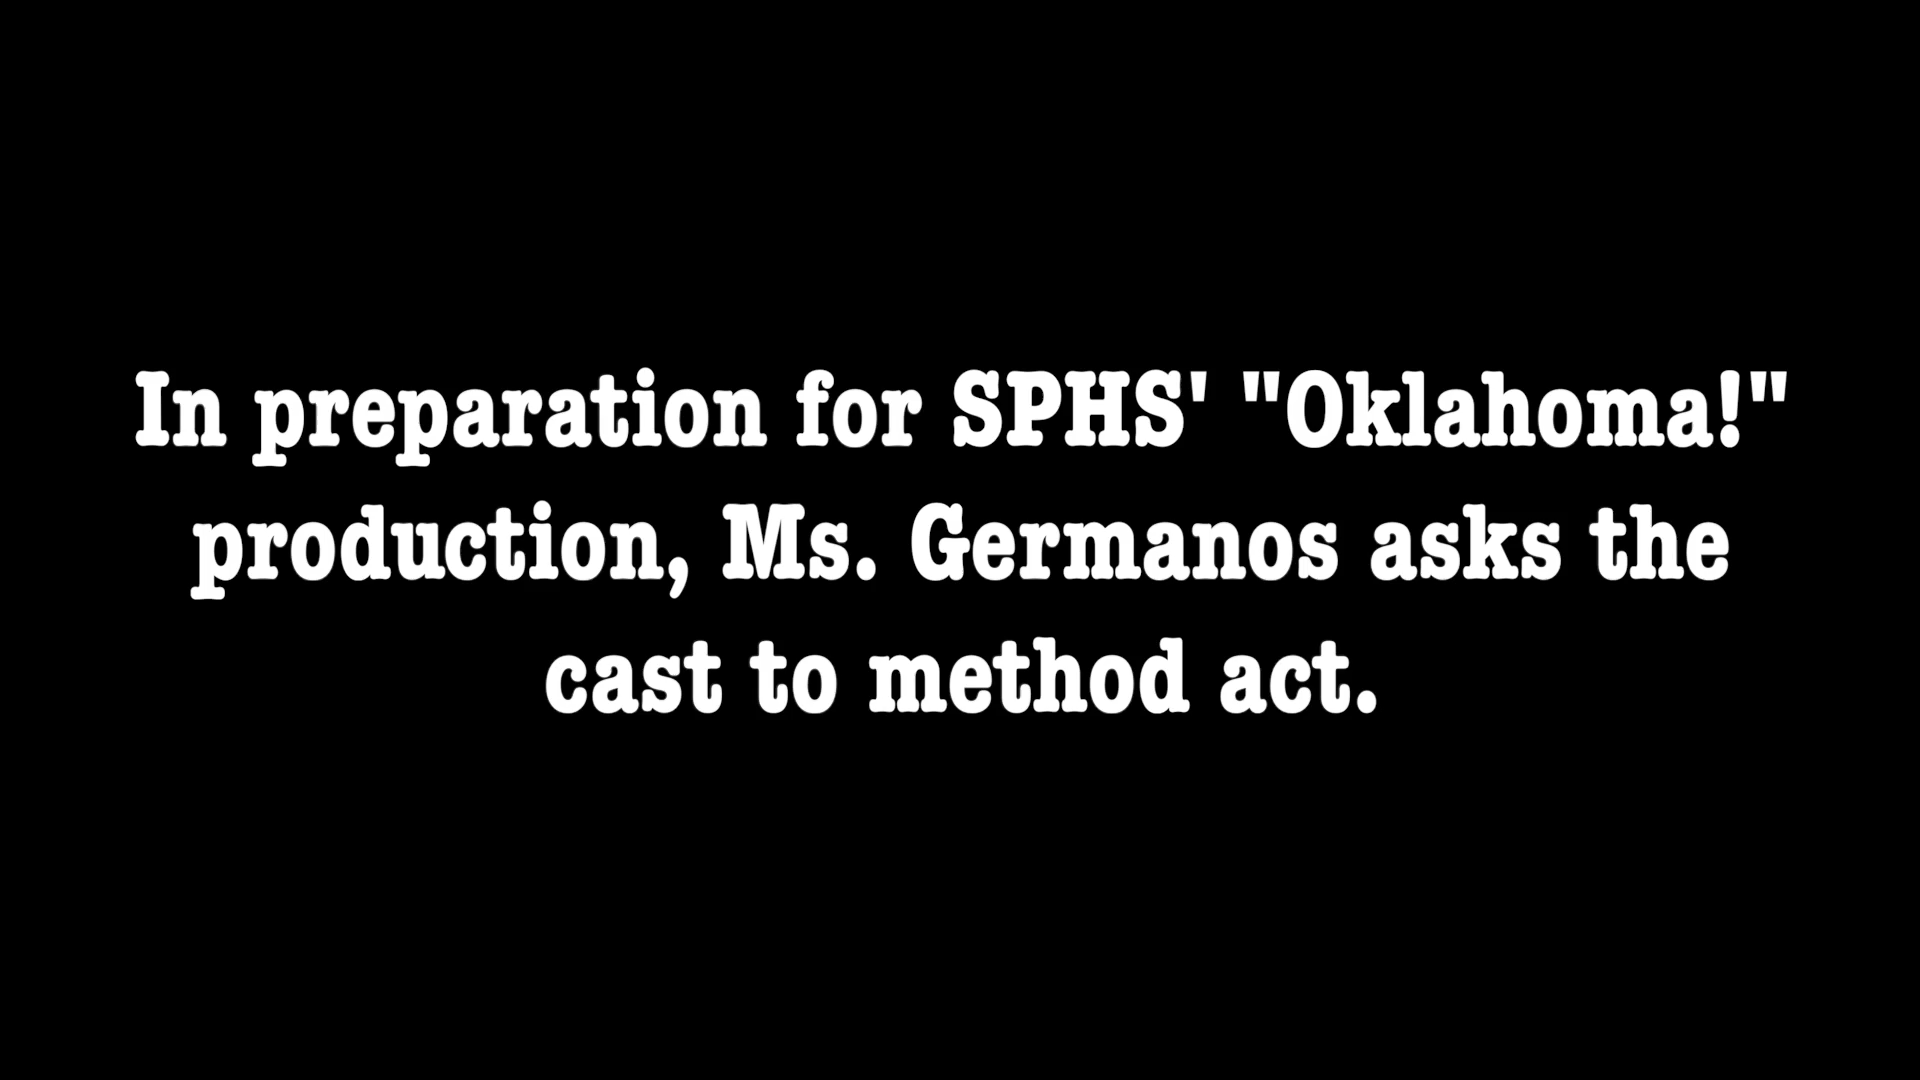 In preparation for SPHS' "Oklahoma!"
production, Ms. Germanos asks the
cast to method act.